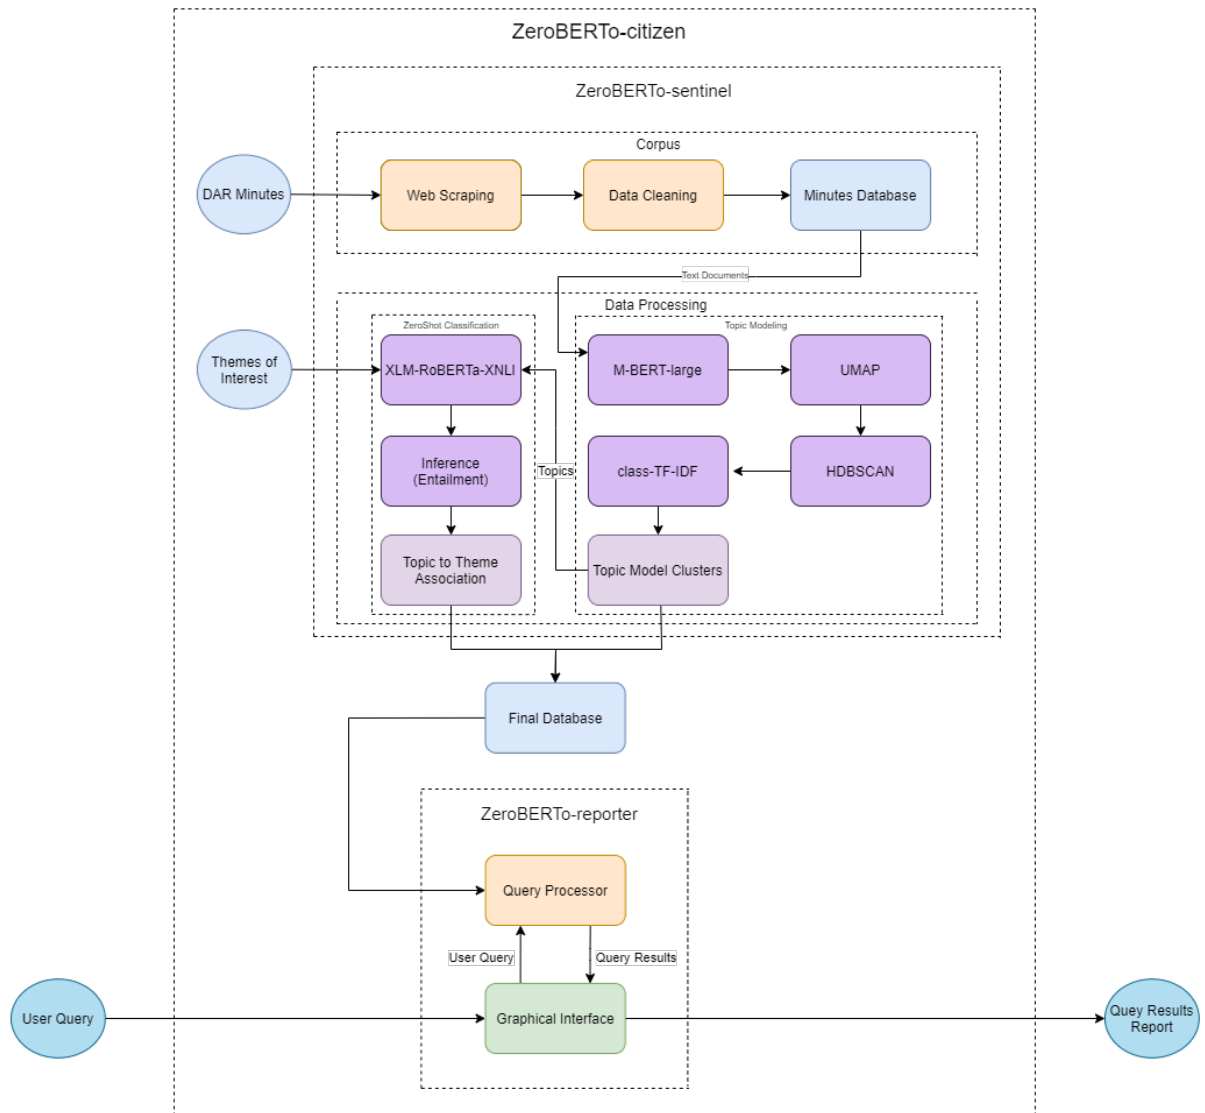 ZeroBERTo-citizen
ZeroBERTo-sentinel
Corpus
DAR Minutes
Web Scraping
Data Cleaning
Minutes Database
Text Documents
Data Processing
ZeroShot Classification
Topic Modeling
Themes of
Interest
XLM-RoBERTa-XNLI
M-BERT-large
UMAP
Inference
(Entailment)
Topics
class-TF-IDF
HDBSCAN
Topic to Theme
Association
Topic Model Clusters
Final Database
ZeroBERTo-reporter
Query Processor
User Query
Query Results
User Query
Graphical Interface
Quey Results
Report